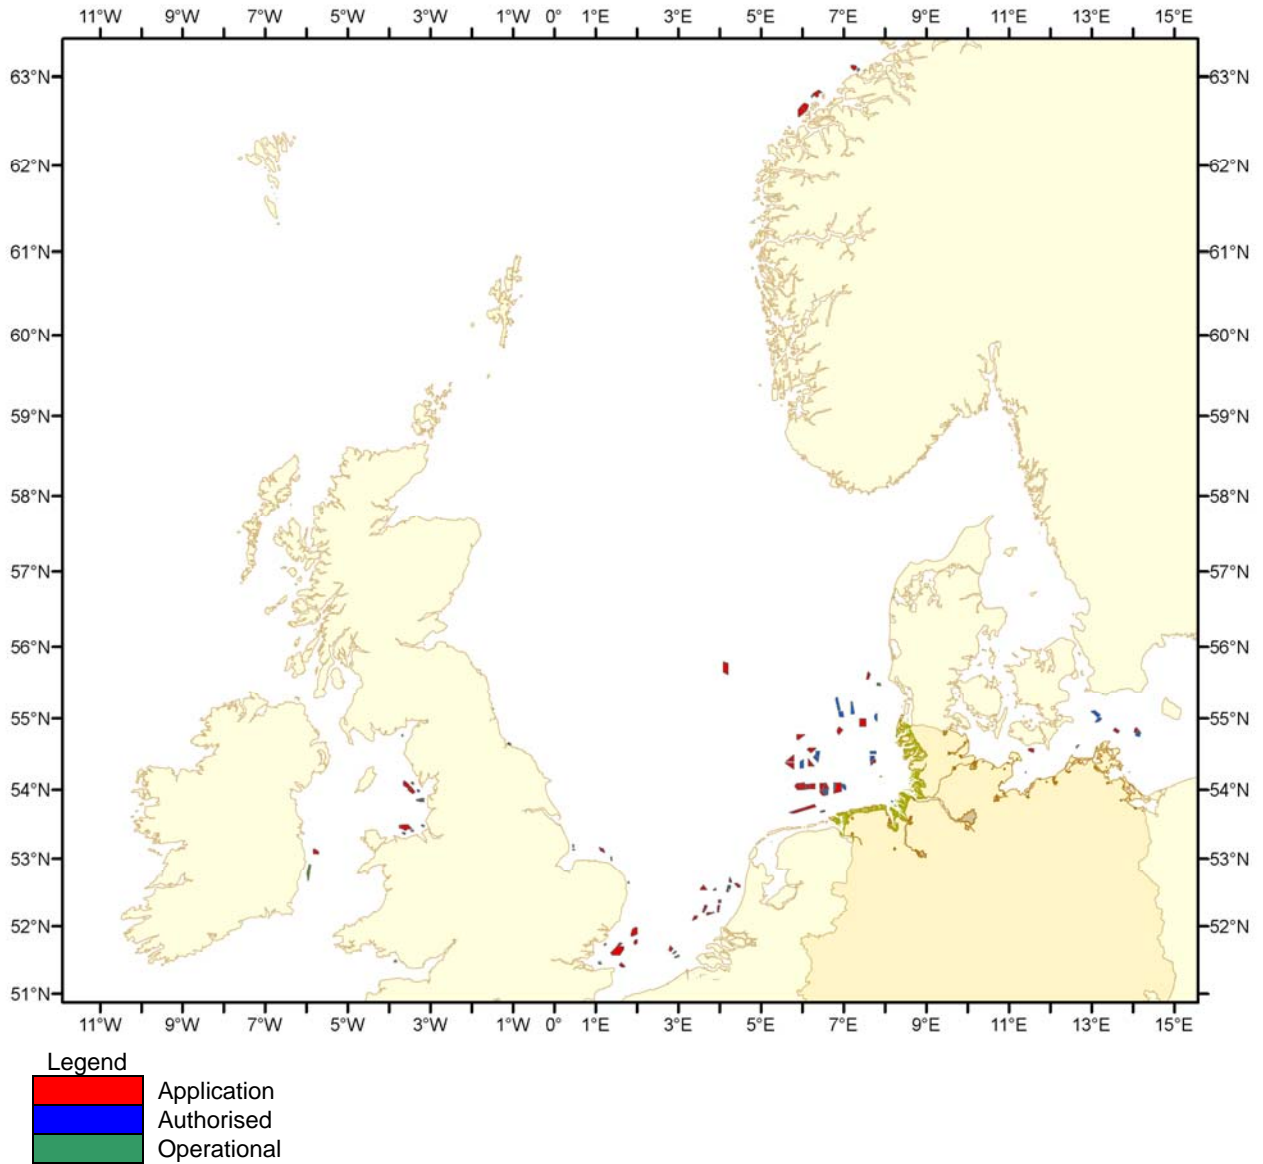 11°W 9°W 7°W 5°W 3°W 1°W 0° 1°E 3°E 5°E 7°E 9°E 11°E 13°E 15°E
63°N 63°N
62°N 62°N
61°N 61°N
60°N 60°N
59°N 59°N
58°N 58°N
57°N 57°N
56°N 56°N
55°N 55°N
54°N 54°N
53°N 53°N
52°N 52°N
51°N
11°W 9°W 7°W 5°W 3°W 1°W 0° 1°E 3°E 5°E 7°E 9°E 11°E 13°E 15°E
Legend
Application
Authorised
Operational